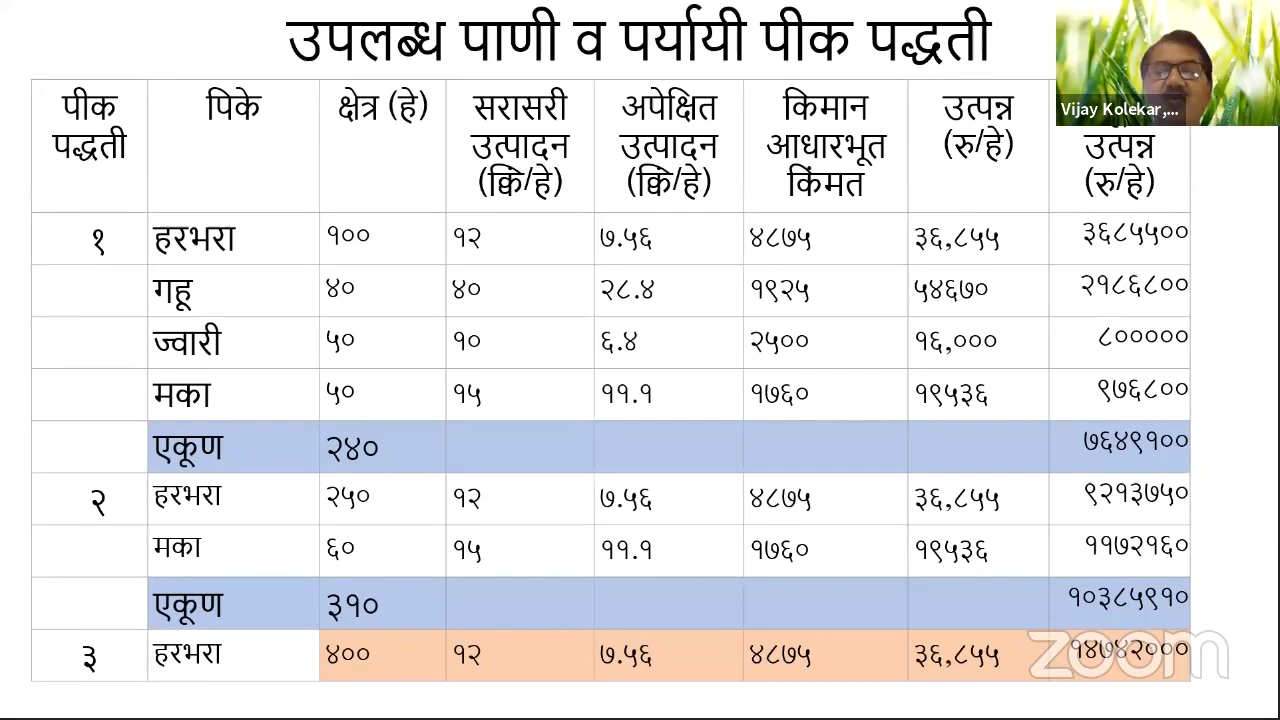 उपलब्ध पाणी व पर्यायी पीक पद्धती
Vijay Kolekar,...
पीक पद्धती पिके क्षेत्र (हे) सरासरी उत्पादन (क्विं/हे) अपेक्षित उत्पादन (क्विं/हे) किमान आधारभूत किंमत उत्पन्न (रु/हे) उत्पन्न (रु/हे)
१ हरभरा १०० १२ ७.५६ ४८७५ ३६,८५५ ३६८५५००
गहू ४० ४० २८.४ १९२५ ५४६७० २१८६८००
ज्वारी ५० १० ६.४ २५०० १६,००० ८०००००
मका ५० १५ ११.१ १७६० १९५३६ ९७६८००
एकूण २४० ७६४९१००
२ हरभरा २५० १२ ७.५६ ४८७५ ३६,८५५ ९२१३७५०
मका ६० १५ ११.१ १७६० १९५३६ ११७२१६०
एकूण ३१० १०३८५९१०
३ हरभरा ४०० १२ ७.५६ ४८७५ ३६,८५५ १४७४२०००
zoom